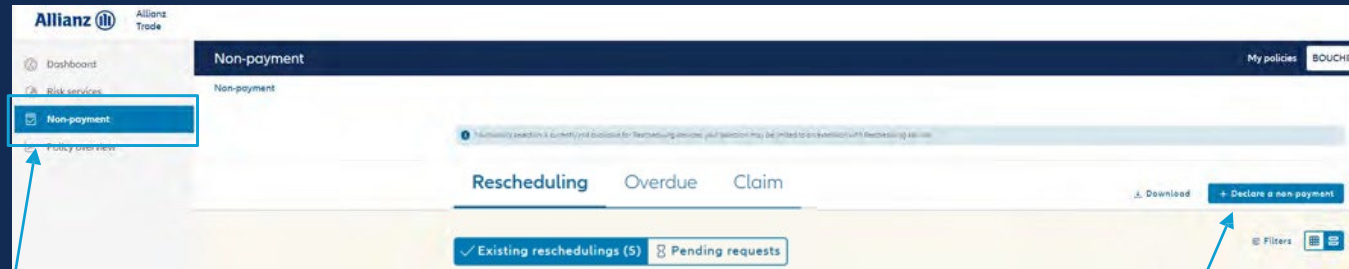 Allianz
Allianz
Trade
Dashboard
Risk services
Non-payment
Policy overview
Non-payment
My policies
BOUCHE
Non-payment
Rescheduling
Overdue
Claim
Download
+ Declare a non payment
Existing reschedulings (5)
Pending requests
Filters